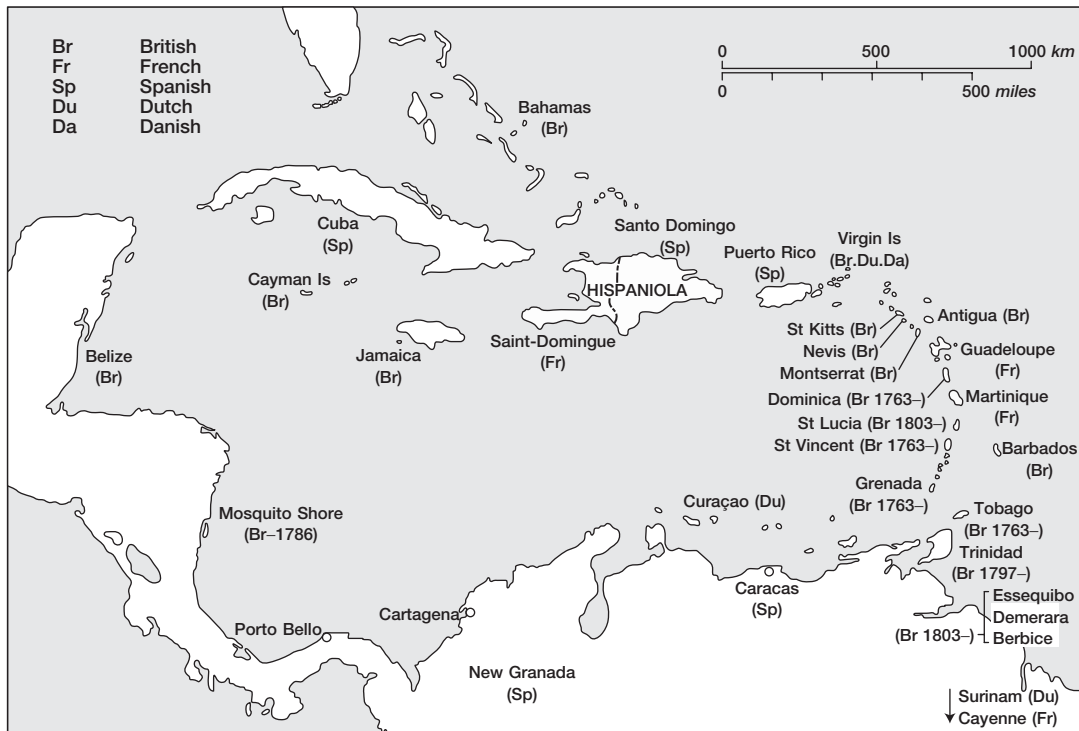 Br British
Fr French
Sp Spanish
Du Dutch
Da Danish
0 500 1000 km
0 500 miles
Bahamas
(Br)
Cuba
(Sp)
Cayman Is
(Br)
Santo Domingo
(Sp)
Puerto Rico
(Sp)
Virgin Is
(Br.Du.Da)
HISPANIOLA
Saint-Domingue
(Fr)
Jamaica
(Br)
Belize
(Br)
St Kitts (Br)
Nevis (Br)
Montserrat (Br)
Antigua (Br)
Guadeloupe
(Fr)
Dominica (Br 1763–)
Martinique
(Fr)
St Lucia (Br 1803–)
St Vincent (Br 1763–)
Barbados
(Br)
Grenada
(Br 1763–)
Tobago
(Br 1763–)
Trinidad
(Br 1797–)
Curaçao (Du)
Mosquito Shore
(Br–1786)
Caracas
(Sp)
Cartagena
Porto Bello
New Granada
(Sp)
Essequibo
Demerara
(Br 1803–) Berbice
Surinam (Du)
Cayenne (Fr)